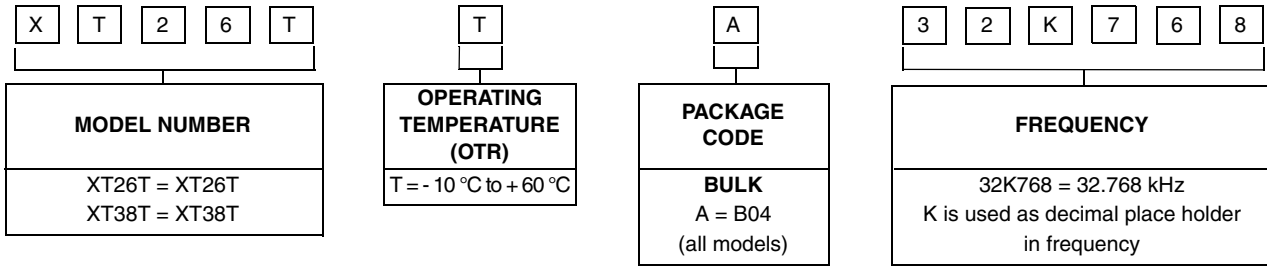 X T 2 6 T T A 3 2 K 7 6 8
MODEL NUMBER
XT26T = XT26T
XT38T = XT38T
OPERATING
TEMPERATURE
(OTR)
T = - 10 °C to + 60 °C
PACKAGE
CODE
BULK
A = B04
(all models)
FREQUENCY
32K768 = 32.768 kHz
K is used as decimal place holder
in frequency